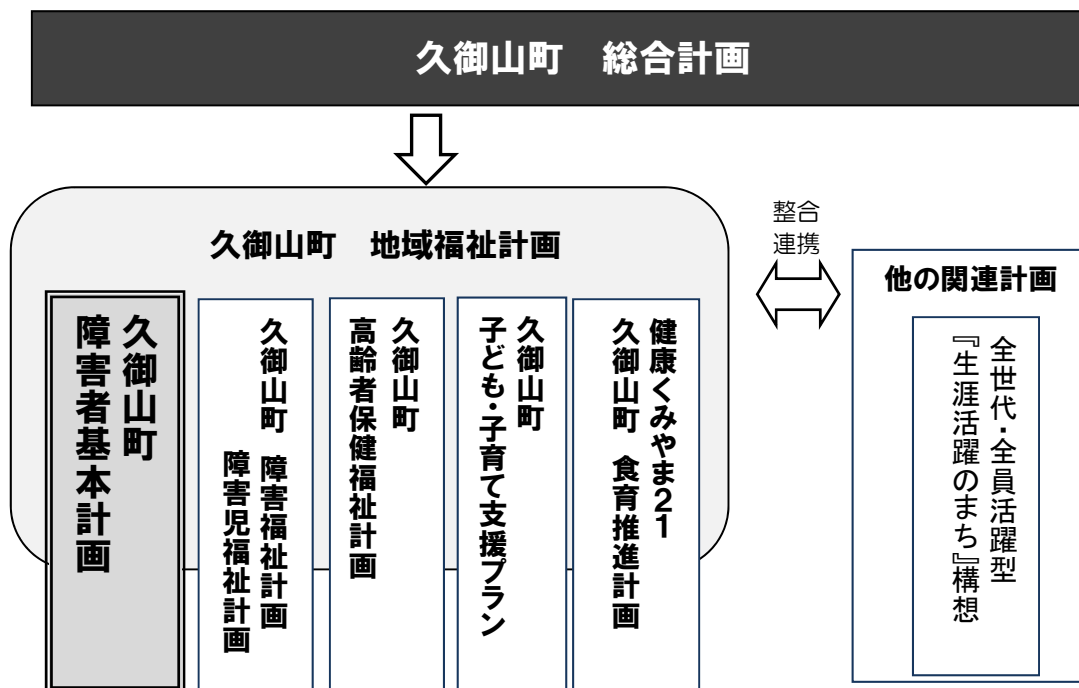 久御山町　総合計画
久御山町　地域福祉計画
整合
連携
他の関連計画
久御山町
障害者基本計画
久御山町　障害福祉計画
障害児福祉計画
久御山町
高齢者保健福祉計画
久御山町
子ども・子育て支援プラン
健康くみやま21
久御山町　食育推進計画
全世代・全員活躍型
『生涯活躍のまち』構想